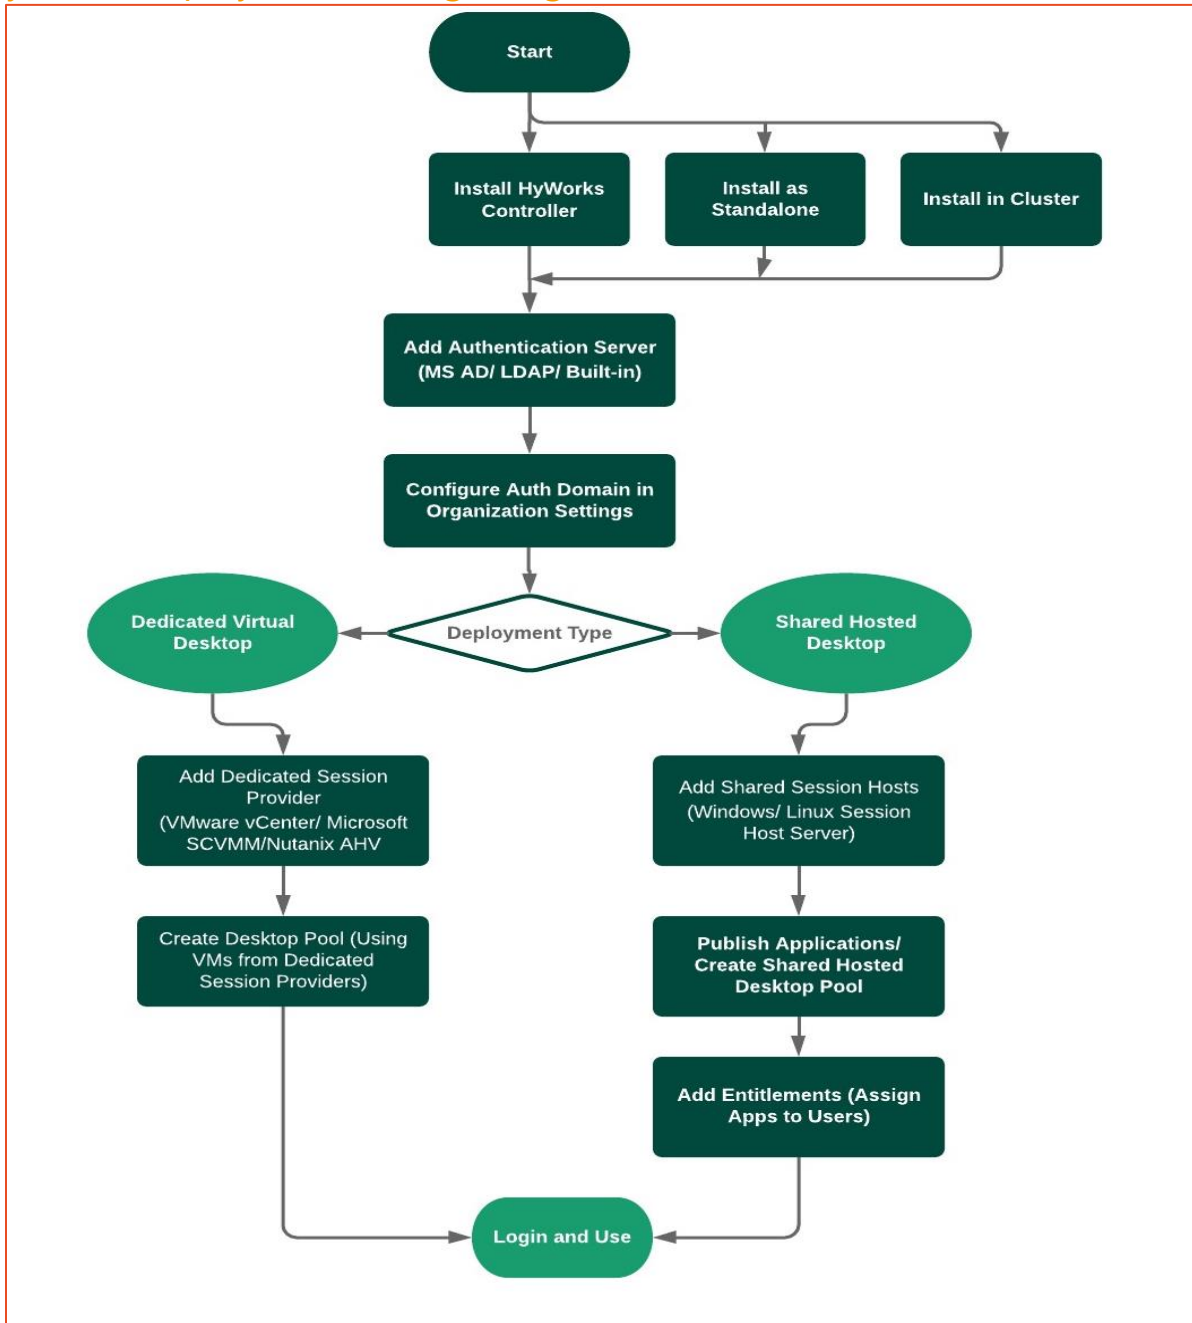 Start
Install HyWorks
Controller
Install as
Standalone
Install in Cluster
Add Authentication Server
(MS AD/ LDAP/ Built-in)
Configure Auth Domain in
Organization Settings
Deployment Type
Dedicated Virtual
Desktop
Shared Hosted
Desktop
Add Dedicated Session
Provider
(VMware vCenter/ Microsoft
SCVMM/Nutanix AHV
Add Shared Session Hosts
(Windows/ Linux Session
Host Server)
Create Desktop Pool (Using
VMs from Dedicated
Session Providers)
Publish Applications/
Create Shared Hosted
Desktop Pool
Add Entitlements (Assign
Apps to Users)
Login and Use